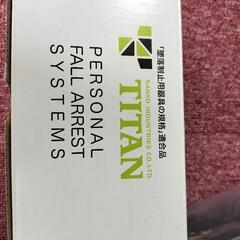 「墜落制止用器具の規格」適合品
SANKO INDUSTRIES CO.,LTD.
TITAN
PERSONAL
FALL ARREST
SYSTEMS